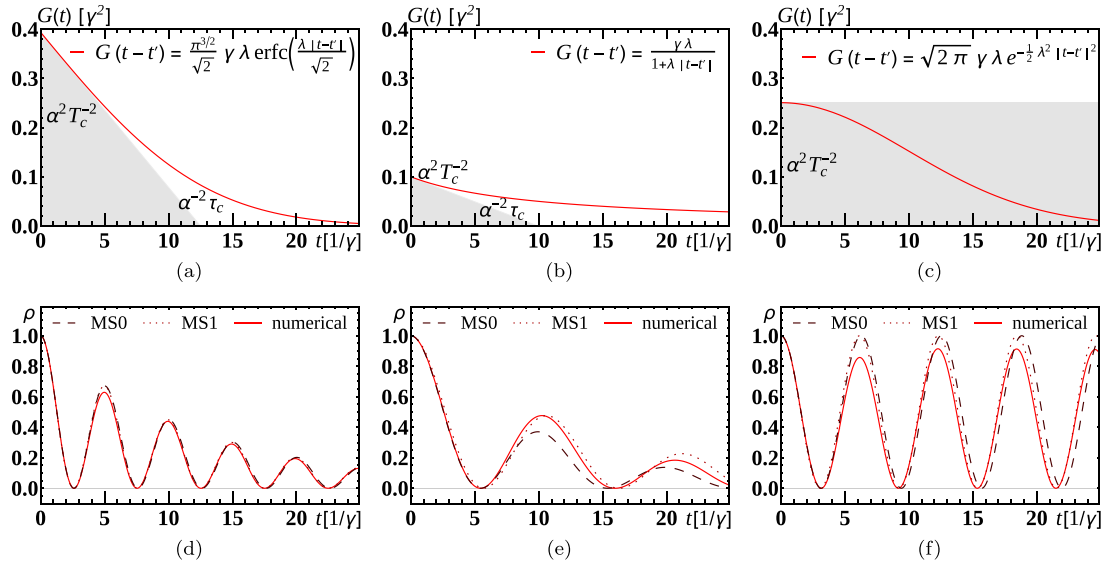 G(t) [γ²]
G(t) [γ²]
G(t) [γ²]
0.4
0.3
0.2
0.1
0.0
G (t − t′) = π^{3/2}/√2 γ λ erfc(λ |t−t′|/√2)
α² T_c^{−2}
α^{−2} τ_c
0 5 10 15 20 t[1/γ]
(a)
0.4
0.3
0.2
0.1
0.0
G (t − t′) = γ λ/(1+λ |t−t′|)
α² T_c^{−2}
α^{−2} τ_c
0 5 10 15 20 t[1/γ]
(b)
0.4
0.3
0.2
0.1
0.0
G (t − t′) = √(2 π) γ λ e^{−½ λ² |t−t′|²}
α² T_c^{−2}
0 5 10 15 20 t[1/γ]
(c)
ρ
MS0 MS1 numerical
1.0
0.8
0.6
0.4
0.2
0.0
0 5 10 15 20 t[1/γ]
(d)
ρ
MS0 MS1 numerical
1.0
0.8
0.6
0.4
0.2
0.0
0 5 10 15 20 t[1/γ]
(e)
ρ
MS0 MS1 numerical
1.0
0.8
0.6
0.4
0.2
0.0
0 5 10 15 20 t[1/γ]
(f)